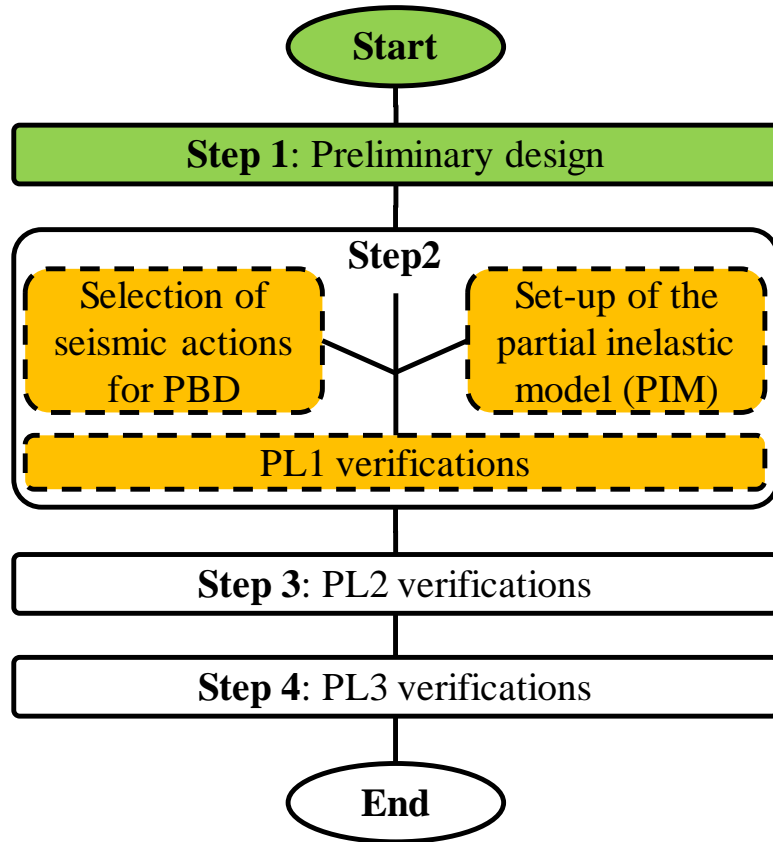 Start
Step 1: Preliminary design
Step2
Selection of
seismic actions
for PBD
Set-up of the
partial inelastic
model (PIM)
PL1 verifications
Step 3: PL2 verifications
Step 4: PL3 verifications
End